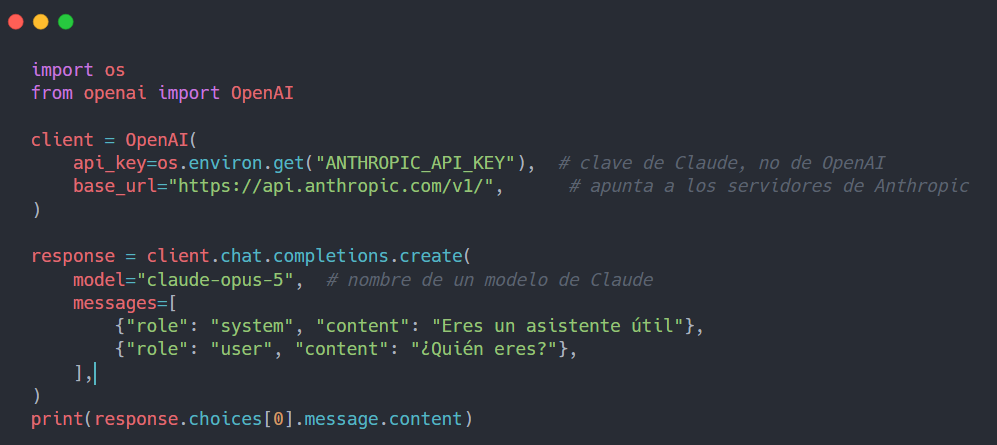 import os
from openai import OpenAI
client = OpenAI(
api_key=os.environ.get("ANTHROPIC_API_KEY"),  # clave de Claude, no de OpenAI
base_url="https://api.anthropic.com/v1/",      # apunta a los servidores de Anthropic
)
response = client.chat.completions.create(
model="claude-opus-5",  # nombre de un modelo de Claude
messages=[
{"role": "system", "content": "Eres un asistente útil"},
{"role": "user", "content": "¿Quién eres?"},
],
)
print(response.choices[0].message.content)